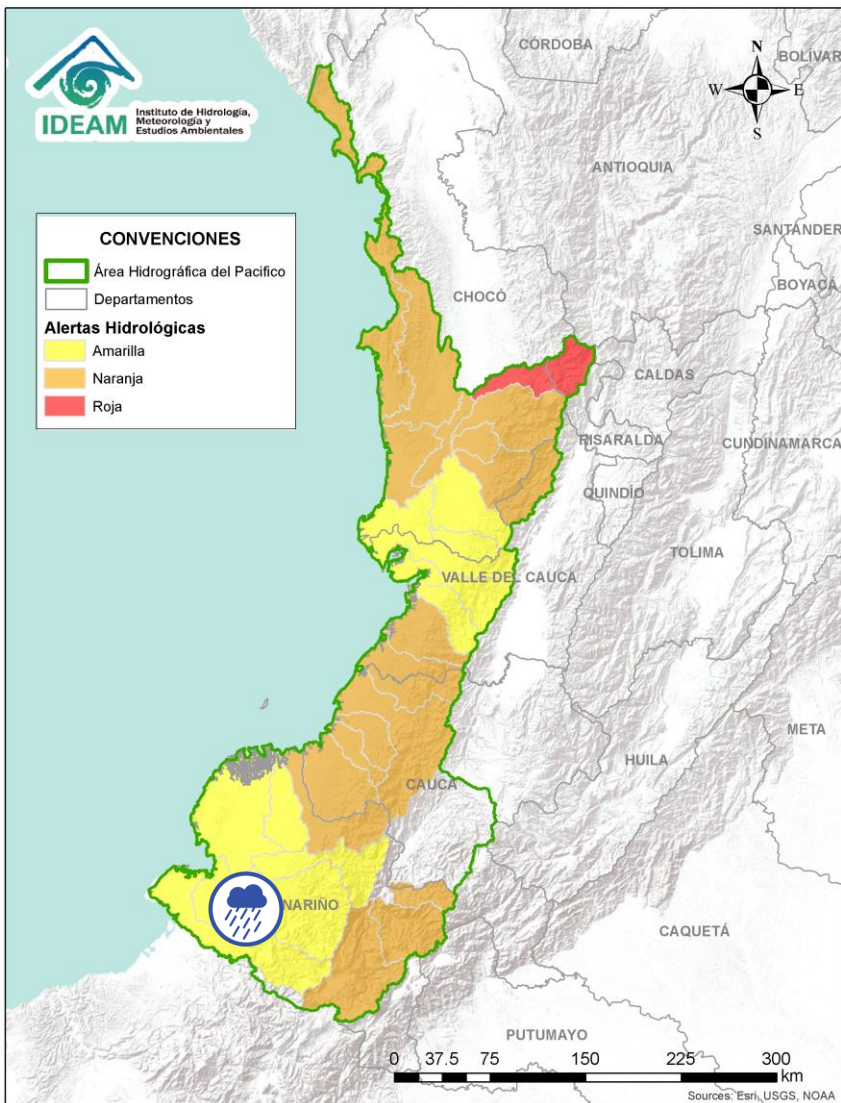 IDEAM
Instituto de Hidrología,
Meteorología y
Estudios Ambientales
CÓRDOBA
BOLÍVAR
N
W
E
S
ANTIOQUIA
SANTANDER
BOYACÁ
CONVENCIONES
Área Hidrográfica del Pacifico
Departamentos
Alertas Hidrológicas
Amarilla
Naranja
Roja
CHOCÓ
CALDAS
RISARALDA
CUNDINAMARCA
QUINDÍO
TOLIMA
VALLE DEL CAUCA
META
HUILA
CAUCA
NARIÑO
CAQUETÁ
PUTUMAYO
0 37.5 75 150 225 300
km
Sources: Esri, USGS, NOAA